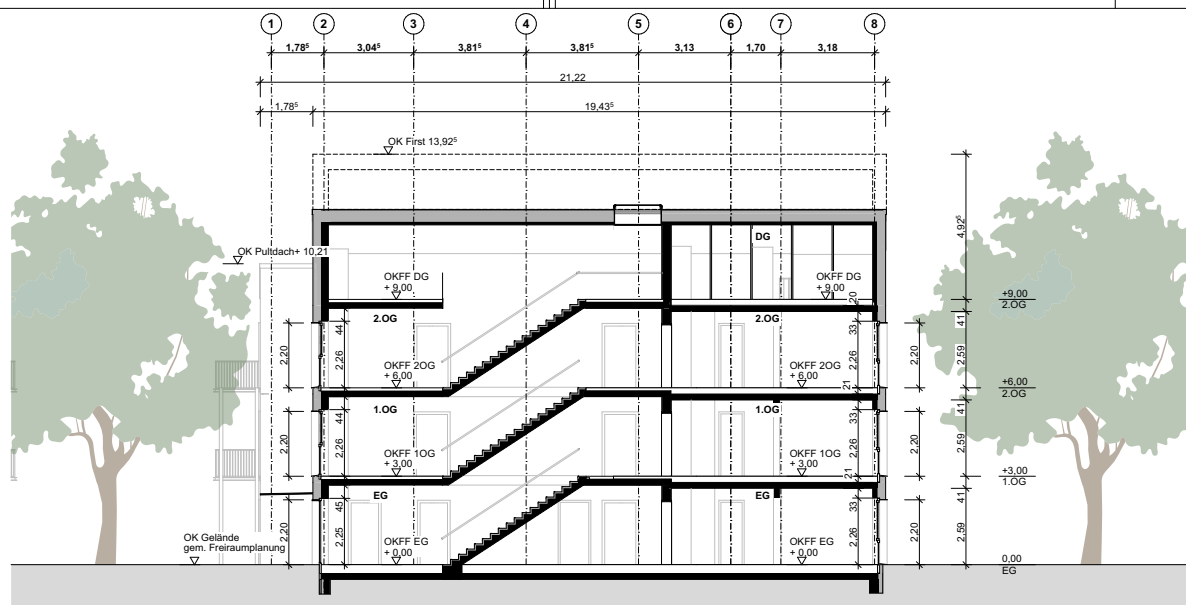 1 2 3 4 5 6 7 8
1,78⁵ 3,04⁵ 3,81⁵ 3,81⁵ 3,13 1,70 3,18
21,22
1,78⁵ 19,43⁵
OK First 13,92⁵
4,92⁵
DG
OK Pultdach+ 10,21
OKFF DG
+ 9,00
OKFF DG
+ 9,00
20
+9,00
2.OG
2.OG
2.OG
44
33
41
2,20
2,26
2,26
2,20
2,59
OKFF 2OG
+ 6,00
OKFF 2OG
+ 6,00
21
+6,00
2.OG
1.OG
1.OG
44
33
41
2,20
2,26
2,26
2,20
2,59
OKFF 1OG
+ 3,00
OKFF 1OG
+ 3,00
21
+3,00
1.OG
EG
EG
45
33
41
2,20
2,25
2,26
2,20
2,59
OK Gelände
gem. Freiraumplanung
OKFF EG
+ 0,00
OKFF EG
+ 0,00
0,00
EG